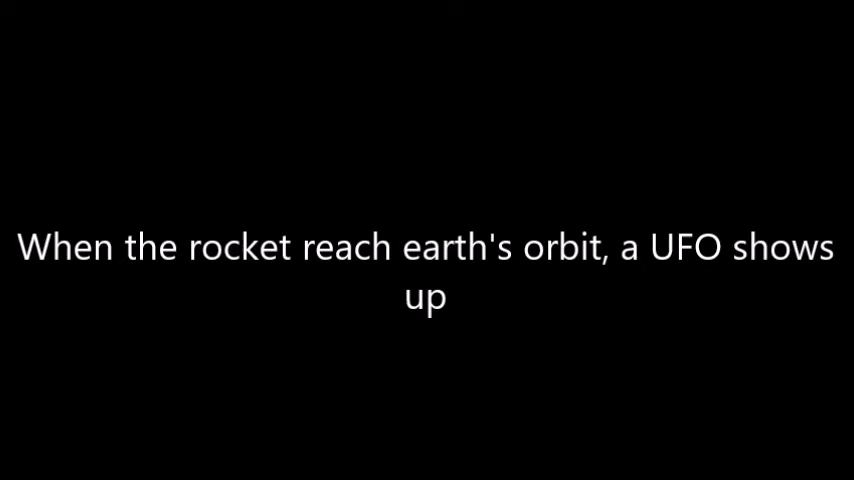 When the rocket reach earth's orbit, a UFO shows
up